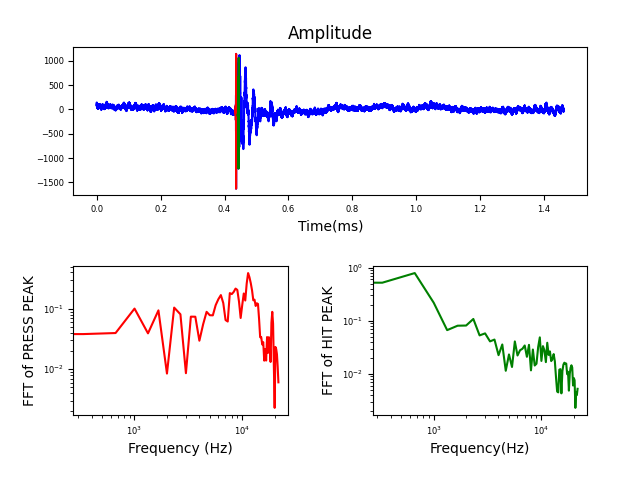 Amplitude
1000
500
0
−500
−1000
−1500
0.0 0.2 0.4 0.6 0.8 1.0 1.2 1.4
Time(ms)
FFT of PRESS PEAK
10⁻¹
10⁻²
10³ 10⁴
Frequency (Hz)
FFT of HIT PEAK
10⁰
10⁻¹
10⁻²
10³ 10⁴
Frequency(Hz)